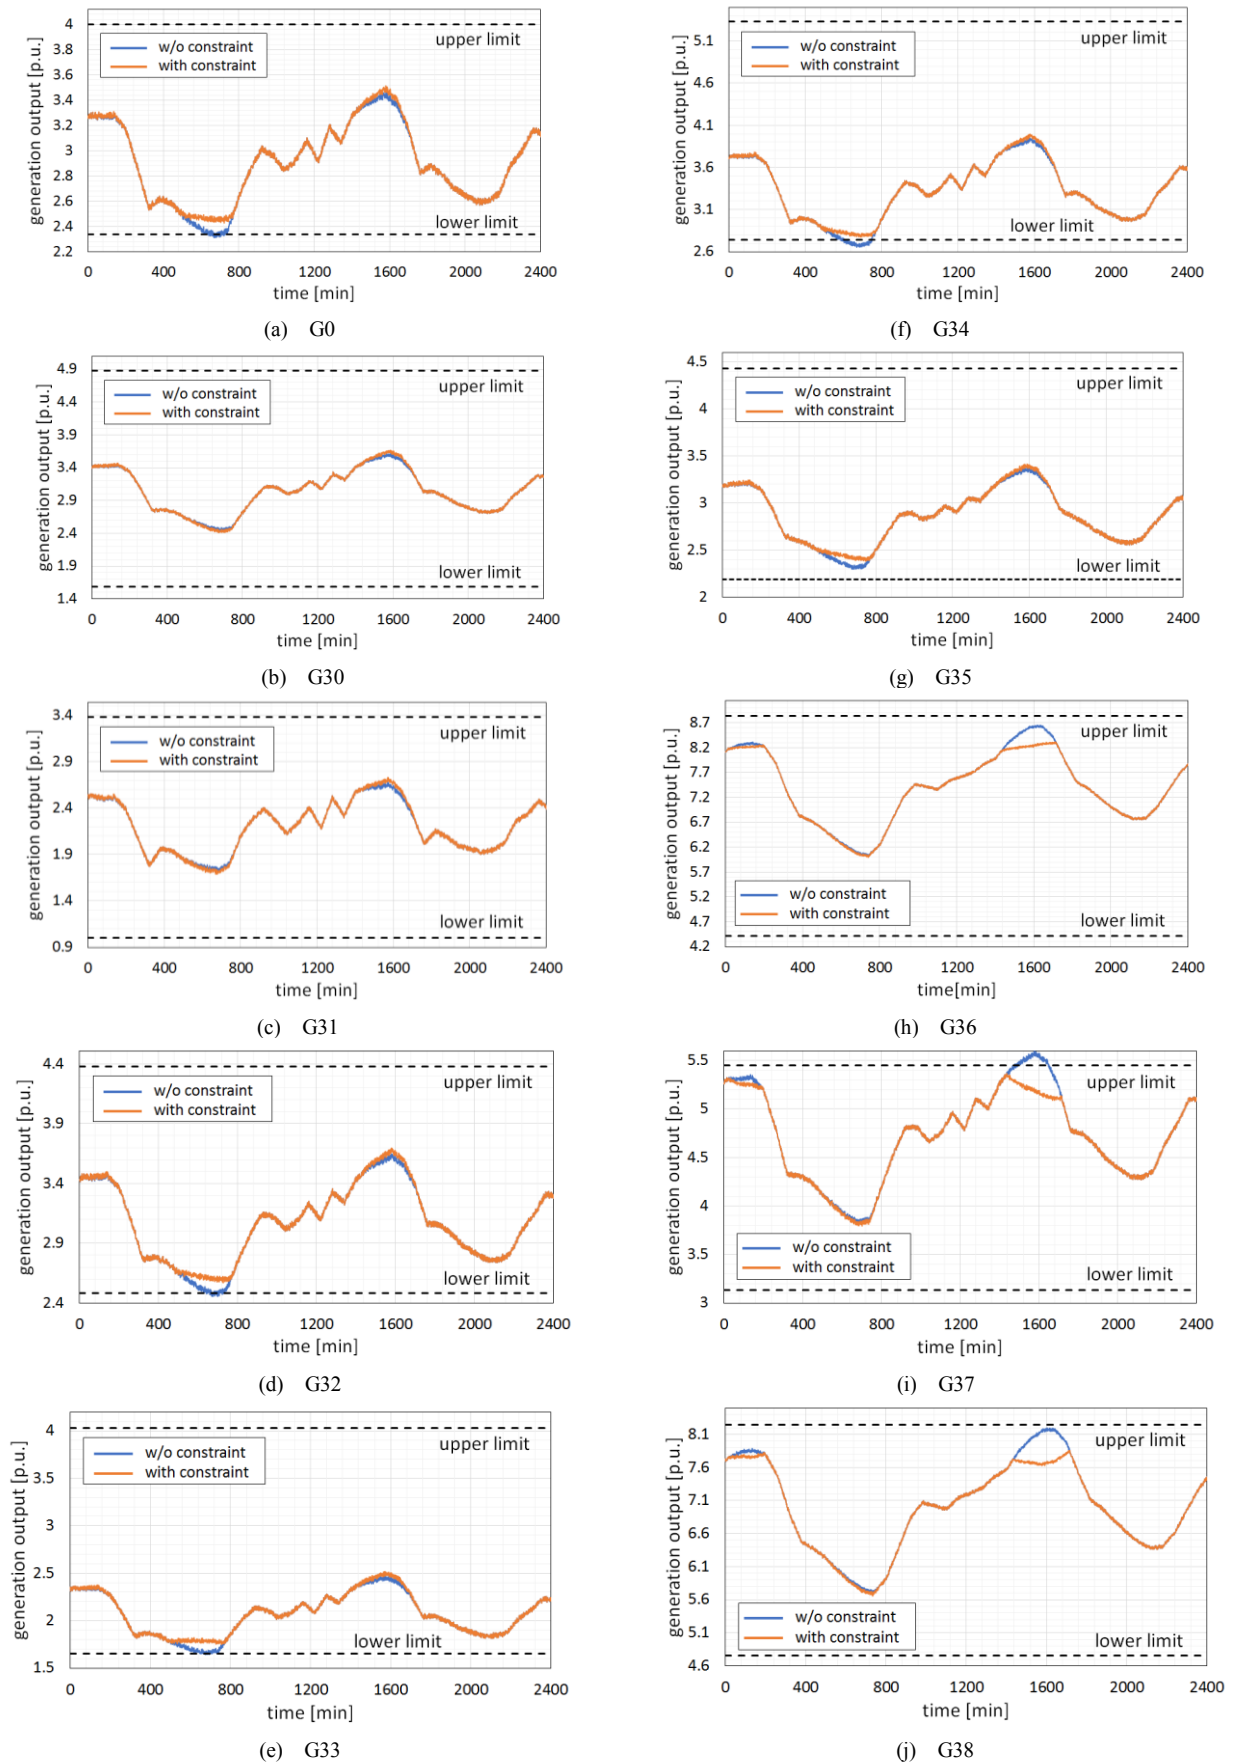 generation output [p.u.]
4
3.8
3.6
3.4
3.2
3
2.8
2.6
2.4
2.2
w/o constraint
with constraint
upper limit
lower limit
0 400 800 1200 1600 2000 2400
time [min]
(a) G0
generation output [p.u.]
4.9
4.4
3.9
3.4
2.9
2.4
1.9
1.4
w/o constraint
with constraint
upper limit
lower limit
0 400 800 1200 1600 2000 2400
time [min]
(b) G30
generation output [p.u.]
3.4
2.9
2.4
1.9
1.4
0.9
w/o constraint
with constraint
upper limit
lower limit
0 400 800 1200 1600 2000 2400
time [min]
(c) G31
generation output [p.u.]
4.4
3.9
3.4
2.9
2.4
w/o constraint
with constraint
upper limit
lower limit
0 400 800 1200 1600 2000 2400
time [min]
(d) G32
generation output [p.u.]
4
3.5
3
2.5
2
1.5
w/o constraint
with constraint
upper limit
lower limit
0 400 800 1200 1600 2000 2400
time [min]
(e) G33
generation output [p.u.]
5.1
4.6
4.1
3.6
3.1
2.6
w/o constraint
with constraint
upper limit
lower limit
0 400 800 1200 1600 2000 2400
time [min]
(f) G34
generation output [p.u.]
4.5
4
3.5
3
2.5
2
w/o constraint
with constraint
upper limit
lower limit
0 400 800 1200 1600 2000 2400
time [min]
(g) G35
generation output [p.u.]
8.7
8.2
7.7
7.2
6.7
6.2
5.7
5.2
4.7
4.2
upper limit
w/o constraint
with constraint
lower limit
0 400 800 1200 1600 2000 2400
time[min]
(h) G36
generation output [p.u.]
5.5
5
4.5
4
3.5
3
upper limit
w/o constraint
with constraint
lower limit
0 400 800 1200 1600 2000 2400
time [min]
(i) G37
generation output [p.u.]
8.1
7.6
7.1
6.6
6.1
5.6
5.1
4.6
upper limit
w/o constraint
with constraint
lower limit
0 400 800 1200 1600 2000 2400
time [min]
(j) G38